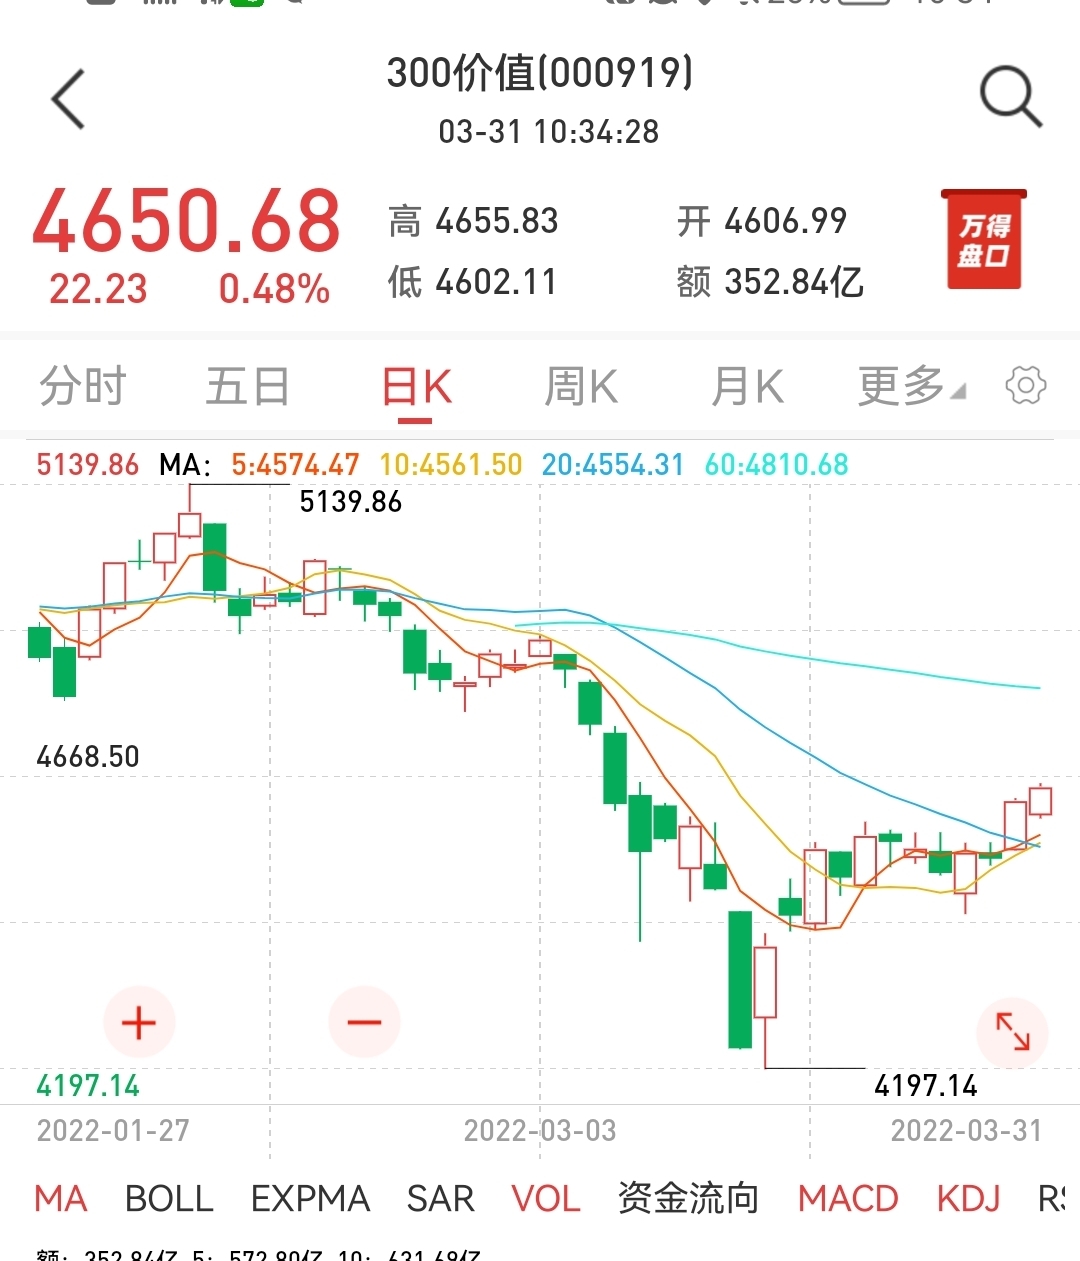 300价值(000919)
03-31 10:34:28
4650.68
22.23 0.48%
高 4655.83 开 4606.99
低 4602.11 额 352.84亿
万得
盘口
分时 五日 日K 周K 月K 更多
5139.86 MA: 5:4574.47 10:4561.50 20:4554.31 60:4810.68
5139.86
4668.50
4197.14
4197.14
2022-01-27 2022-03-03 2022-03-31
MA BOLL EXPMA SAR VOL 资金流向 MACD KDJ
额: 352.84亿 5: 572.80亿 10: 631.69亿